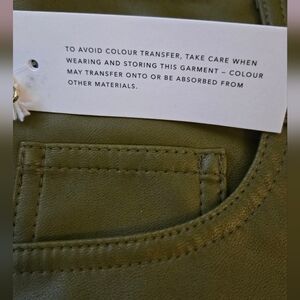 TO AVOID COLOUR TRANSFER, TAKE CARE WHEN
WEARING AND STORING THIS GARMENT – COLOUR
MAY TRANSFER ONTO OR BE ABSORBED FROM
OTHER MATERIALS.